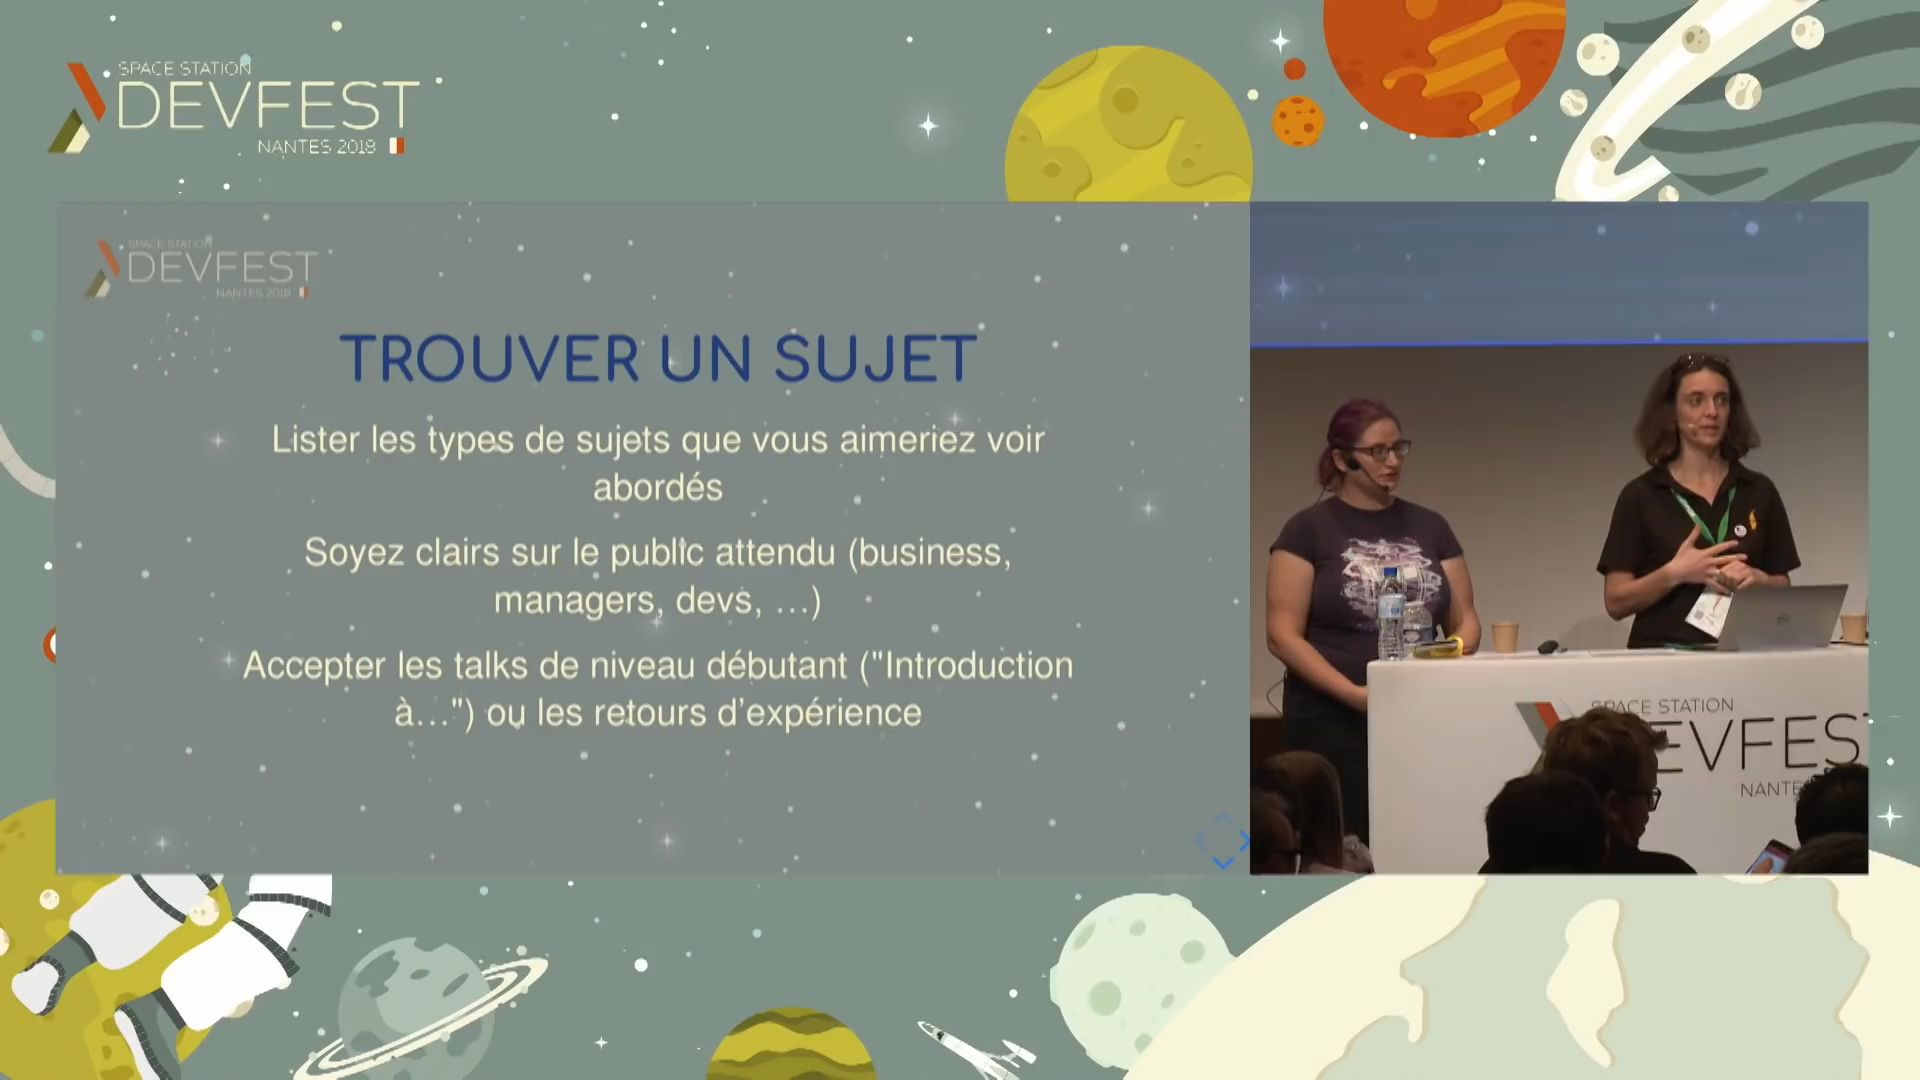 SPACE STATION
DEVFEST
NANTES 2018
SPACE STATION
DEVFEST
NANTES 2018
TROUVER UN SUJET
Lister les types de sujets que vous aimeriez voir
abordés
Soyez clairs sur le public attendu (business,
managers, devs, …)
Accepter les talks de niveau débutant ("Introduction
à…") ou les retours d’expérience
SPACE STATION
EVFES
NANTE